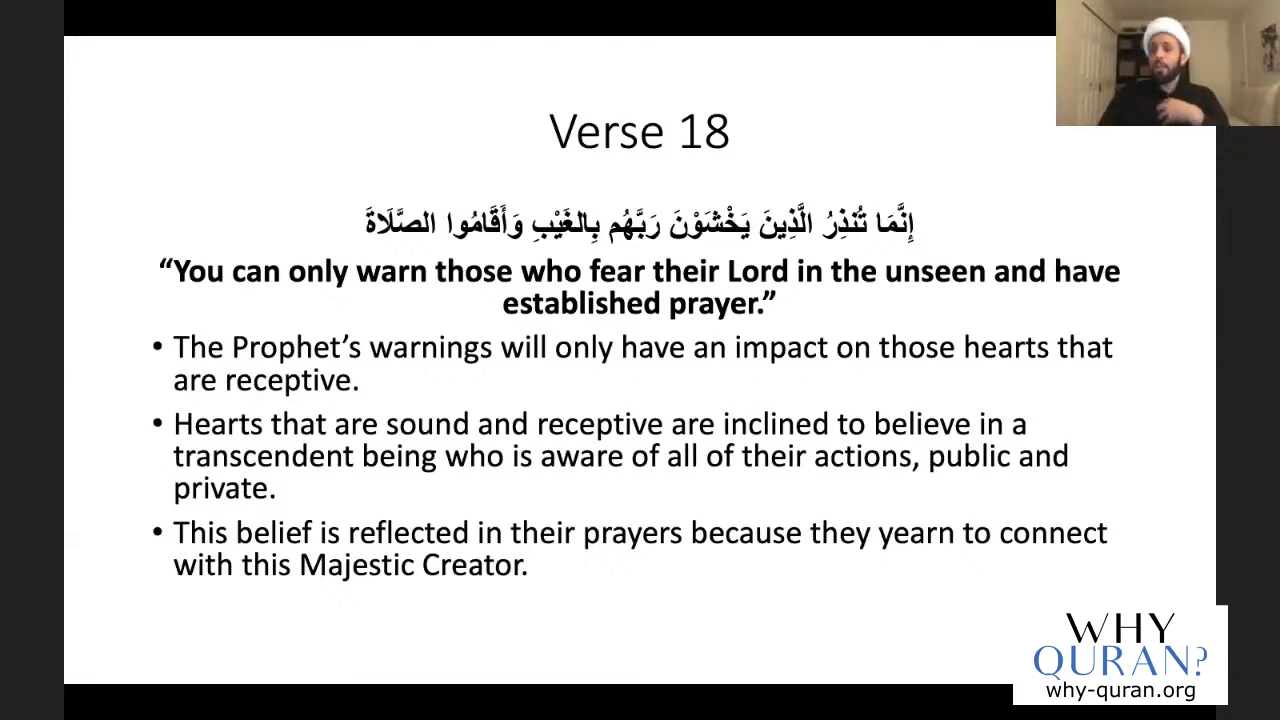 Verse 18
إِنَّمَا تُنذِرُ الَّذِينَ يَخْشَوْنَ رَبَّهُم بِالغَيْبِ وَأَقَامُوا الصَّلَاةَ
“You can only warn those who fear their Lord in the unseen and have
established prayer.”
• The Prophet’s warnings will only have an impact on those hearts that
are receptive.
• Hearts that are sound and receptive are inclined to believe in a
transcendent being who is aware of all of their actions, public and
private.
• This belief is reflected in their prayers because they yearn to connect
with this Majestic Creator.
WHY
QURAN?
why-quran.org